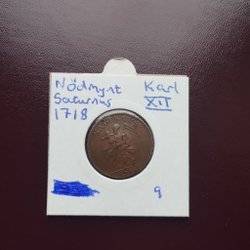 Nödmynt Karl
Saturnus XII
1718
9